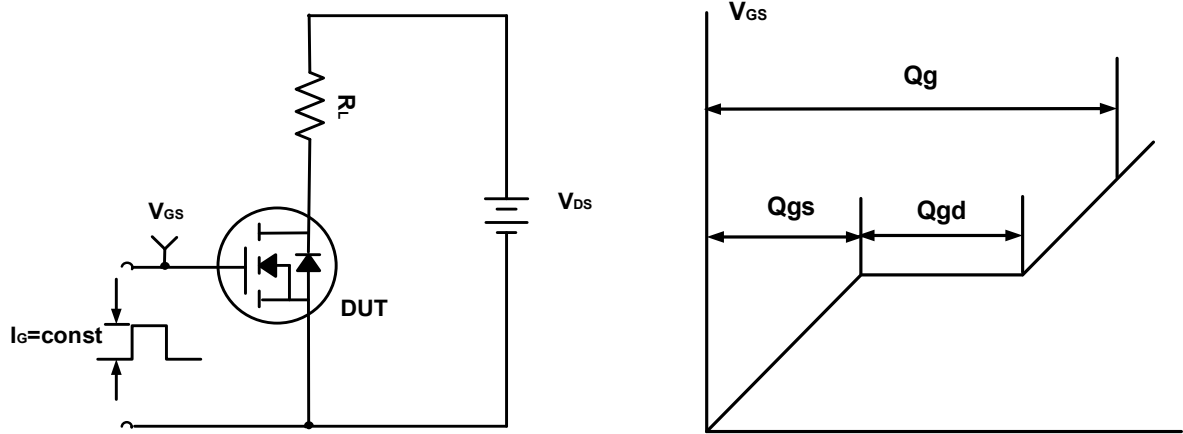 RL
VDS
VGS
DUT
IG=const
VGS
Qg
Qgs
Qgd